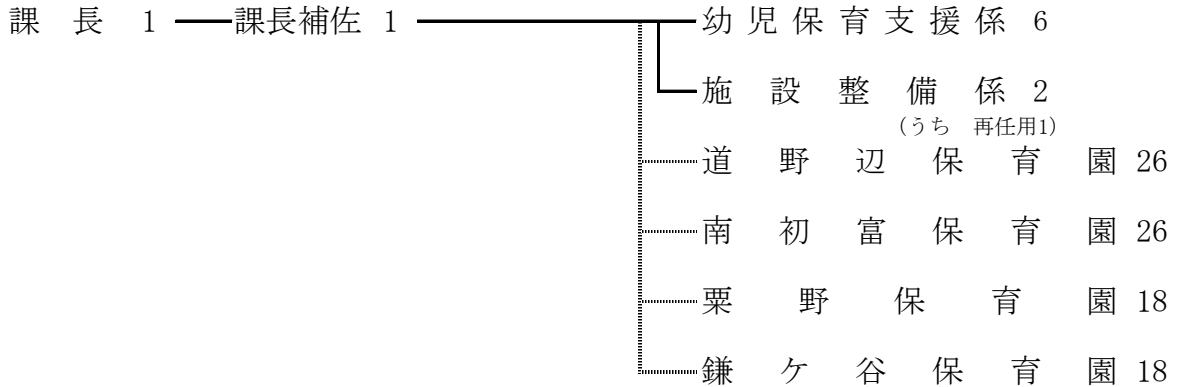 課長 1 課長補佐 1 幼児保育支援係 6
施設整備係 2
(うち 再任用1)
道野辺保育園 26
南初富保育園 26
粟野保育園 18
鎌ケ谷保育園 18